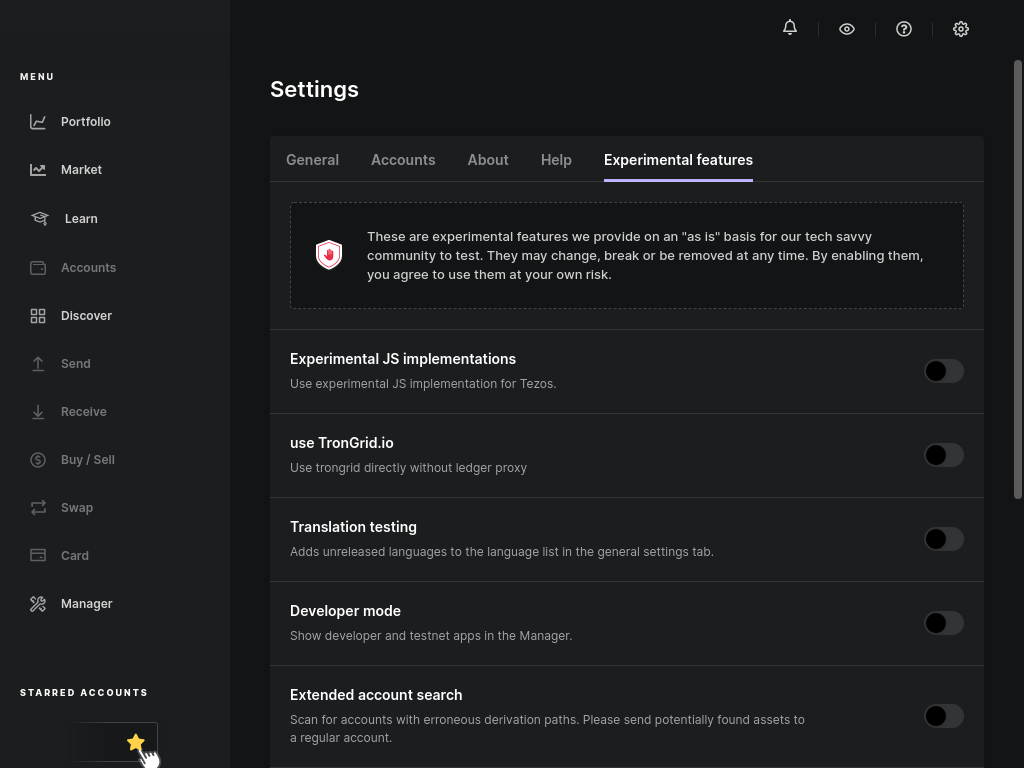 MENU
Portfolio
Market
Learn
Accounts
Discover
Send
Receive
Buy / Sell
Swap
Card
Manager
STARRED ACCOUNTS
Settings
General
Accounts
About
Help
Experimental features
These are experimental features we provide on an "as is" basis for our tech savvy
community to test. They may change, break or be removed at any time. By enabling them,
you agree to use them at your own risk.
Experimental JS implementations
Use experimental JS implementation for Tezos.
use TronGrid.io
Use trongrid directly without ledger proxy
Translation testing
Adds unreleased languages to the language list in the general settings tab.
Developer mode
Show developer and testnet apps in the Manager.
Extended account search
Scan for accounts with erroneous derivation paths. Please send potentially found assets to
a regular account.